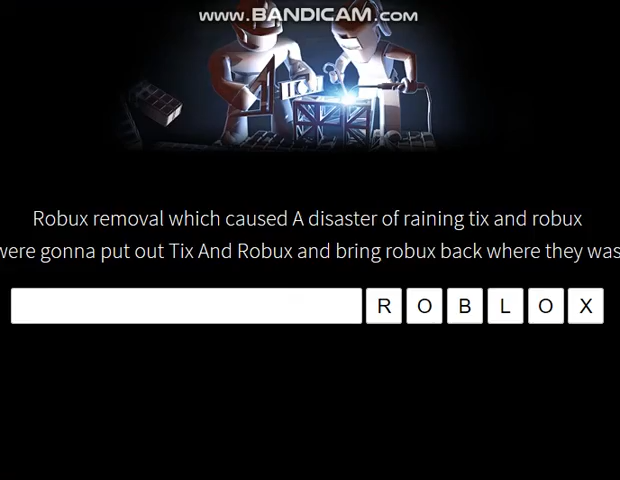 www.BANDICAM.com
Robux removal which caused A disaster of raining tix and robux
were gonna put out Tix And Robux and bring robux back where they was
R O B L O X